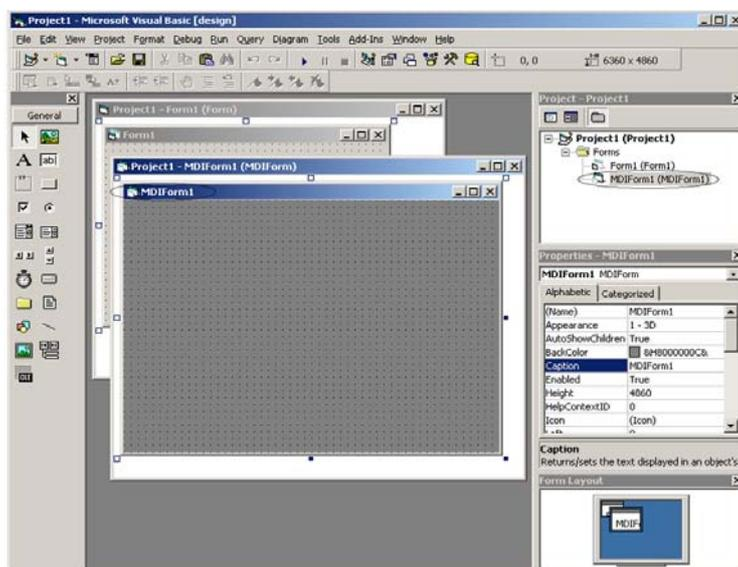 Project1 - Microsoft Visual Basic [design]
File Edit View Project Format Debug Run Query Diagram Tools Add-Ins Window Help
0, 0 6360 x 4860
General
A ab|
OLE
Project1 - Form1 (Form)
Form1
Project1 - MDIForm1 (MDIForm)
MDIForm1
Project - Project1
Project1 (Project1)
Forms
Form1 (Form1)
MDIForm1 (MDIForm1)
Properties - MDIForm1
MDIForm1 MDIForm
Alphabetic Categorized
(Name) MDIForm1
Appearance 1 - 3D
AutoShowChildren True
BackColor &H8000000C&
Caption MDIForm1
Enabled True
Height 4860
HelpContextID 0
Icon (Icon)
Left 0
Caption
Returns/sets the text displayed in an object's
Form Layout
MDIF